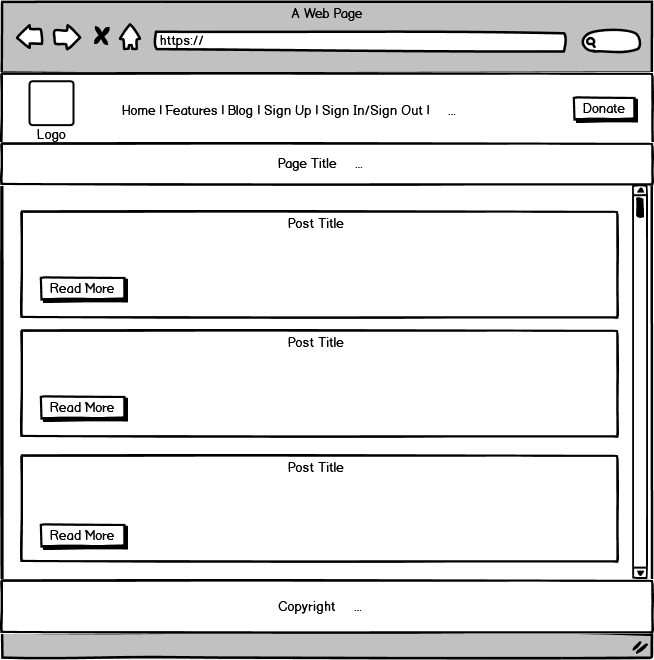 A Web Page
https://
Home | Features | Blog | Sign Up | Sign In/Sign Out | ...
Donate
Logo
Page Title ...
Post Title
Read More
Post Title
Read More
Post Title
Read More
Copyright ...